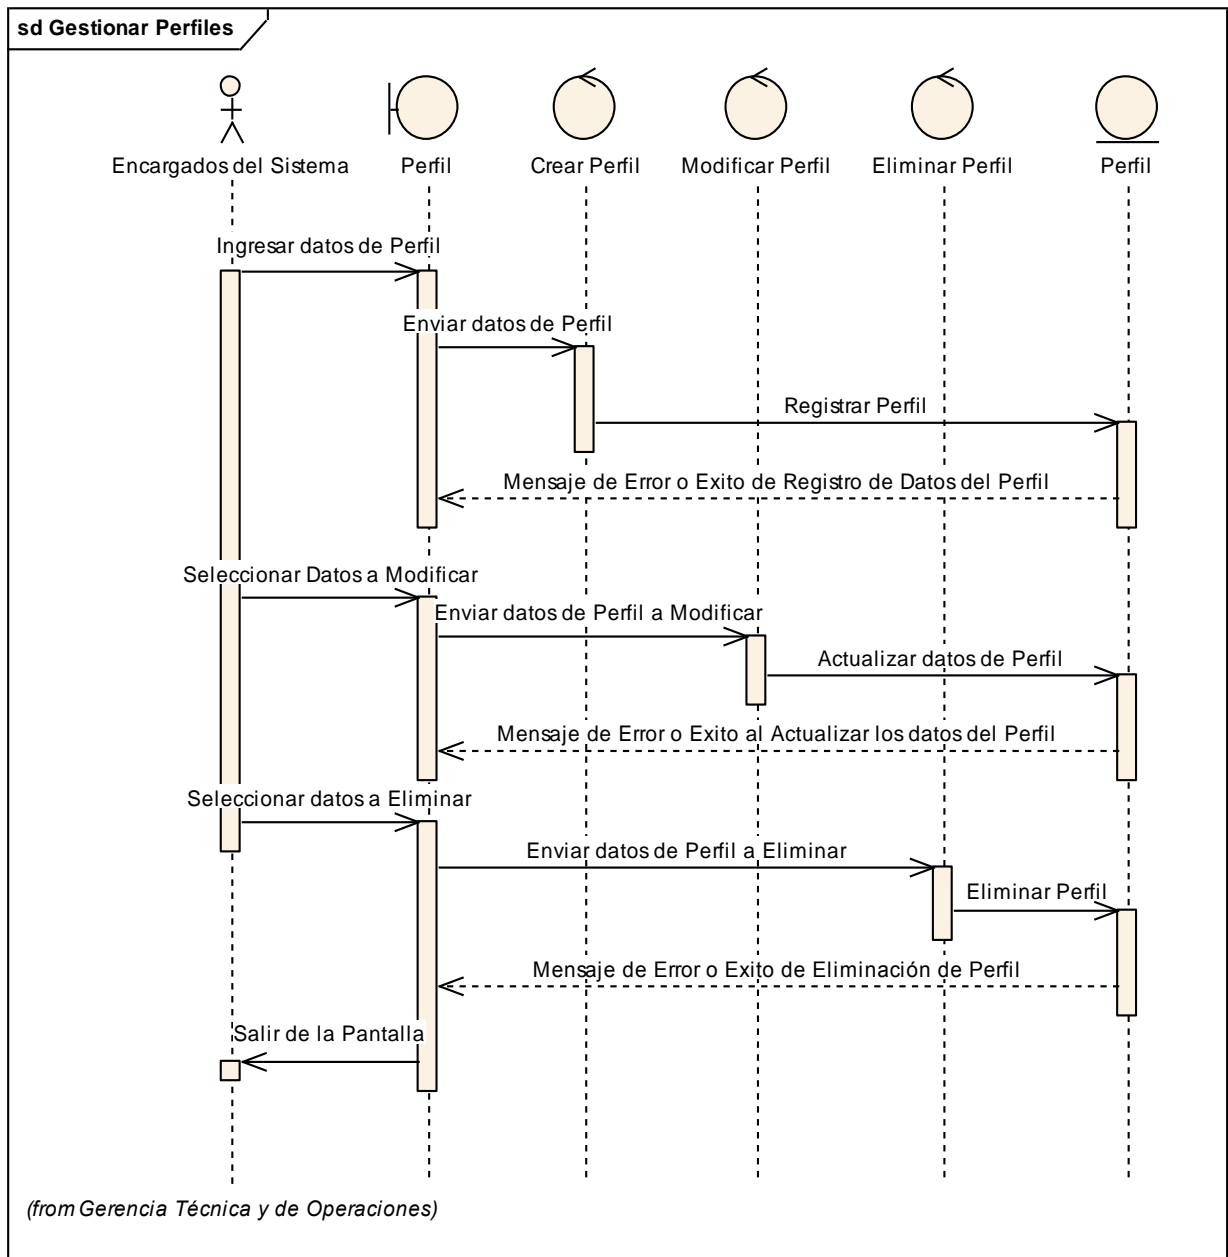 sd Gestionar Perfiles
Encargados del Sistema
Perfil
Crear Perfil
Modificar Perfil
Eliminar Perfil
Perfil
Ingresar datos de Perfil
Enviar datos de Perfil
Registrar Perfil
Mensaje de Error o Exito de Registro de Datos del Perfil
Seleccionar Datos a Modificar
Enviar datos de Perfil a Modificar
Actualizar datos de Perfil
Mensaje de Error o Exito al Actualizar los datos del Perfil
Seleccionar datos a Eliminar
Enviar datos de Perfil a Eliminar
Eliminar Perfil
Mensaje de Error o Exito de Eliminación de Perfil
Salir de la Pantalla
(from Gerencia Técnica y de Operaciones)